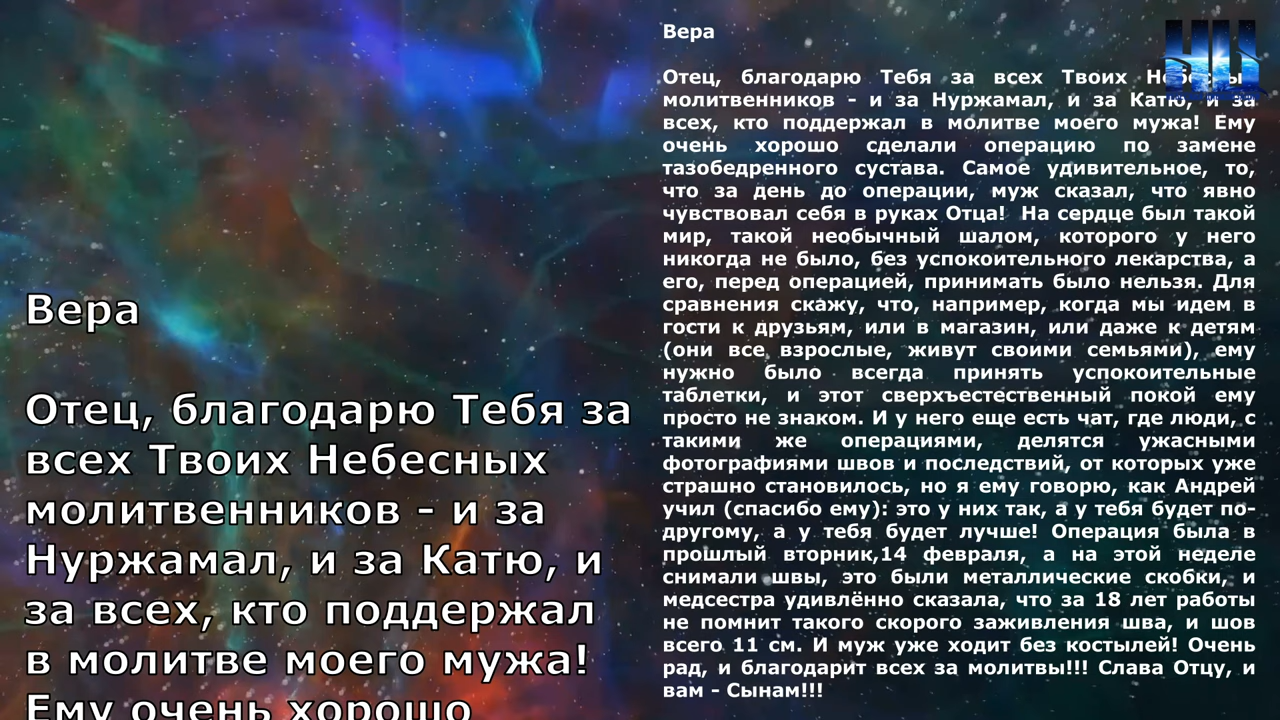 Вера
Отец, благодарю Тебя за
всех Твоих Небесных
молитвенников - и за
Нуржамал, и за Катю, и
за всех, кто поддержал
в молитве моего мужа!
Ему очень хорошо
Вера
Отец, благодарю Тебя за всех Твоих Небесных
молитвенников - и за Нуржамал, и за Катю, и за
всех, кто поддержал в молитве моего мужа! Ему
очень хорошо сделали операцию по замене
тазобедренного сустава. Самое удивительное, то,
что за день до операции, муж сказал, что явно
чувствовал себя в руках Отца! На сердце был такой
мир, такой необычный шалом, которого у него
никогда не было, без успокоительного лекарства, а
его, перед операцией, принимать было нельзя. Для
сравнения скажу, что, например, когда мы идем в
гости к друзьям, или в магазин, или даже к детям
(они все взрослые, живут своими семьями), ему
нужно было всегда принять успокоительные
таблетки, и этот сверхъестественный покой ему
просто не знаком. И у него еще есть чат, где люди, с
такими же операциями, делятся ужасными
фотографиями швов и последствий, от которых уже
страшно становилось, но я ему говорю, как Андрей
учил (спасибо ему): это у них так, а у тебя будет по-
другому, а у тебя будет лучше! Операция была в
прошлый вторник,14 февраля, а на этой неделе
снимали швы, это были металлические скобки, и
медсестра удивлённо сказала, что за 18 лет работы
не помнит такого скорого заживления шва, и шов
всего 11 см. И муж уже ходит без костылей! Очень
рад, и благодарит всех за молитвы!!! Слава Отцу, и
вам - Сынам!!!
НЦ